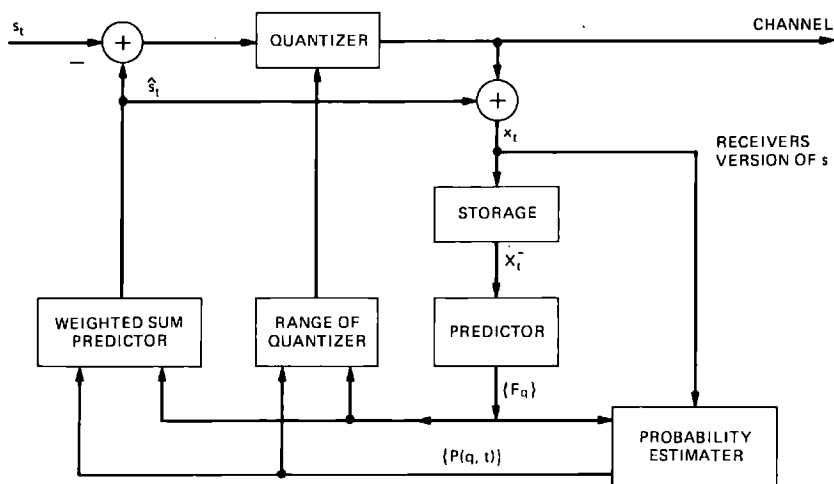 s_t
+
−
QUANTIZER
CHANNEL
ŝ_t
+
x_t
RECEIVERS
VERSION OF s
STORAGE
X_t^-
WEIGHTED SUM
PREDICTOR
RANGE OF
QUANTIZER
PREDICTOR
{F_q}
{P(q, t)}
PROBABILITY
ESTIMATER